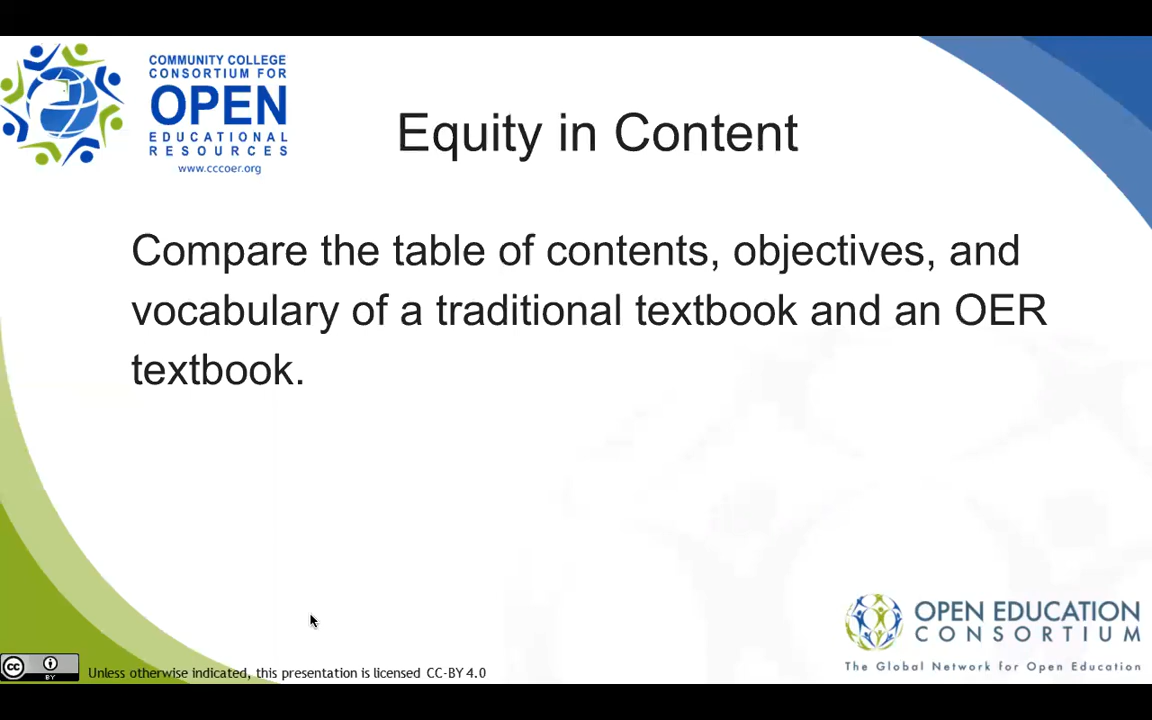 COMMUNITY COLLEGE
CONSORTIUM FOR
OPEN
EDUCATIONAL
RESOURCES
www.cccoer.org
Equity in Content
Compare the table of contents, objectives, and
vocabulary of a traditional textbook and an OER
textbook.
OPEN EDUCATION
CONSORTIUM
The Global Network for Open Education
cc
BY
Unless otherwise indicated, this presentation is licensed CC-BY 4.0